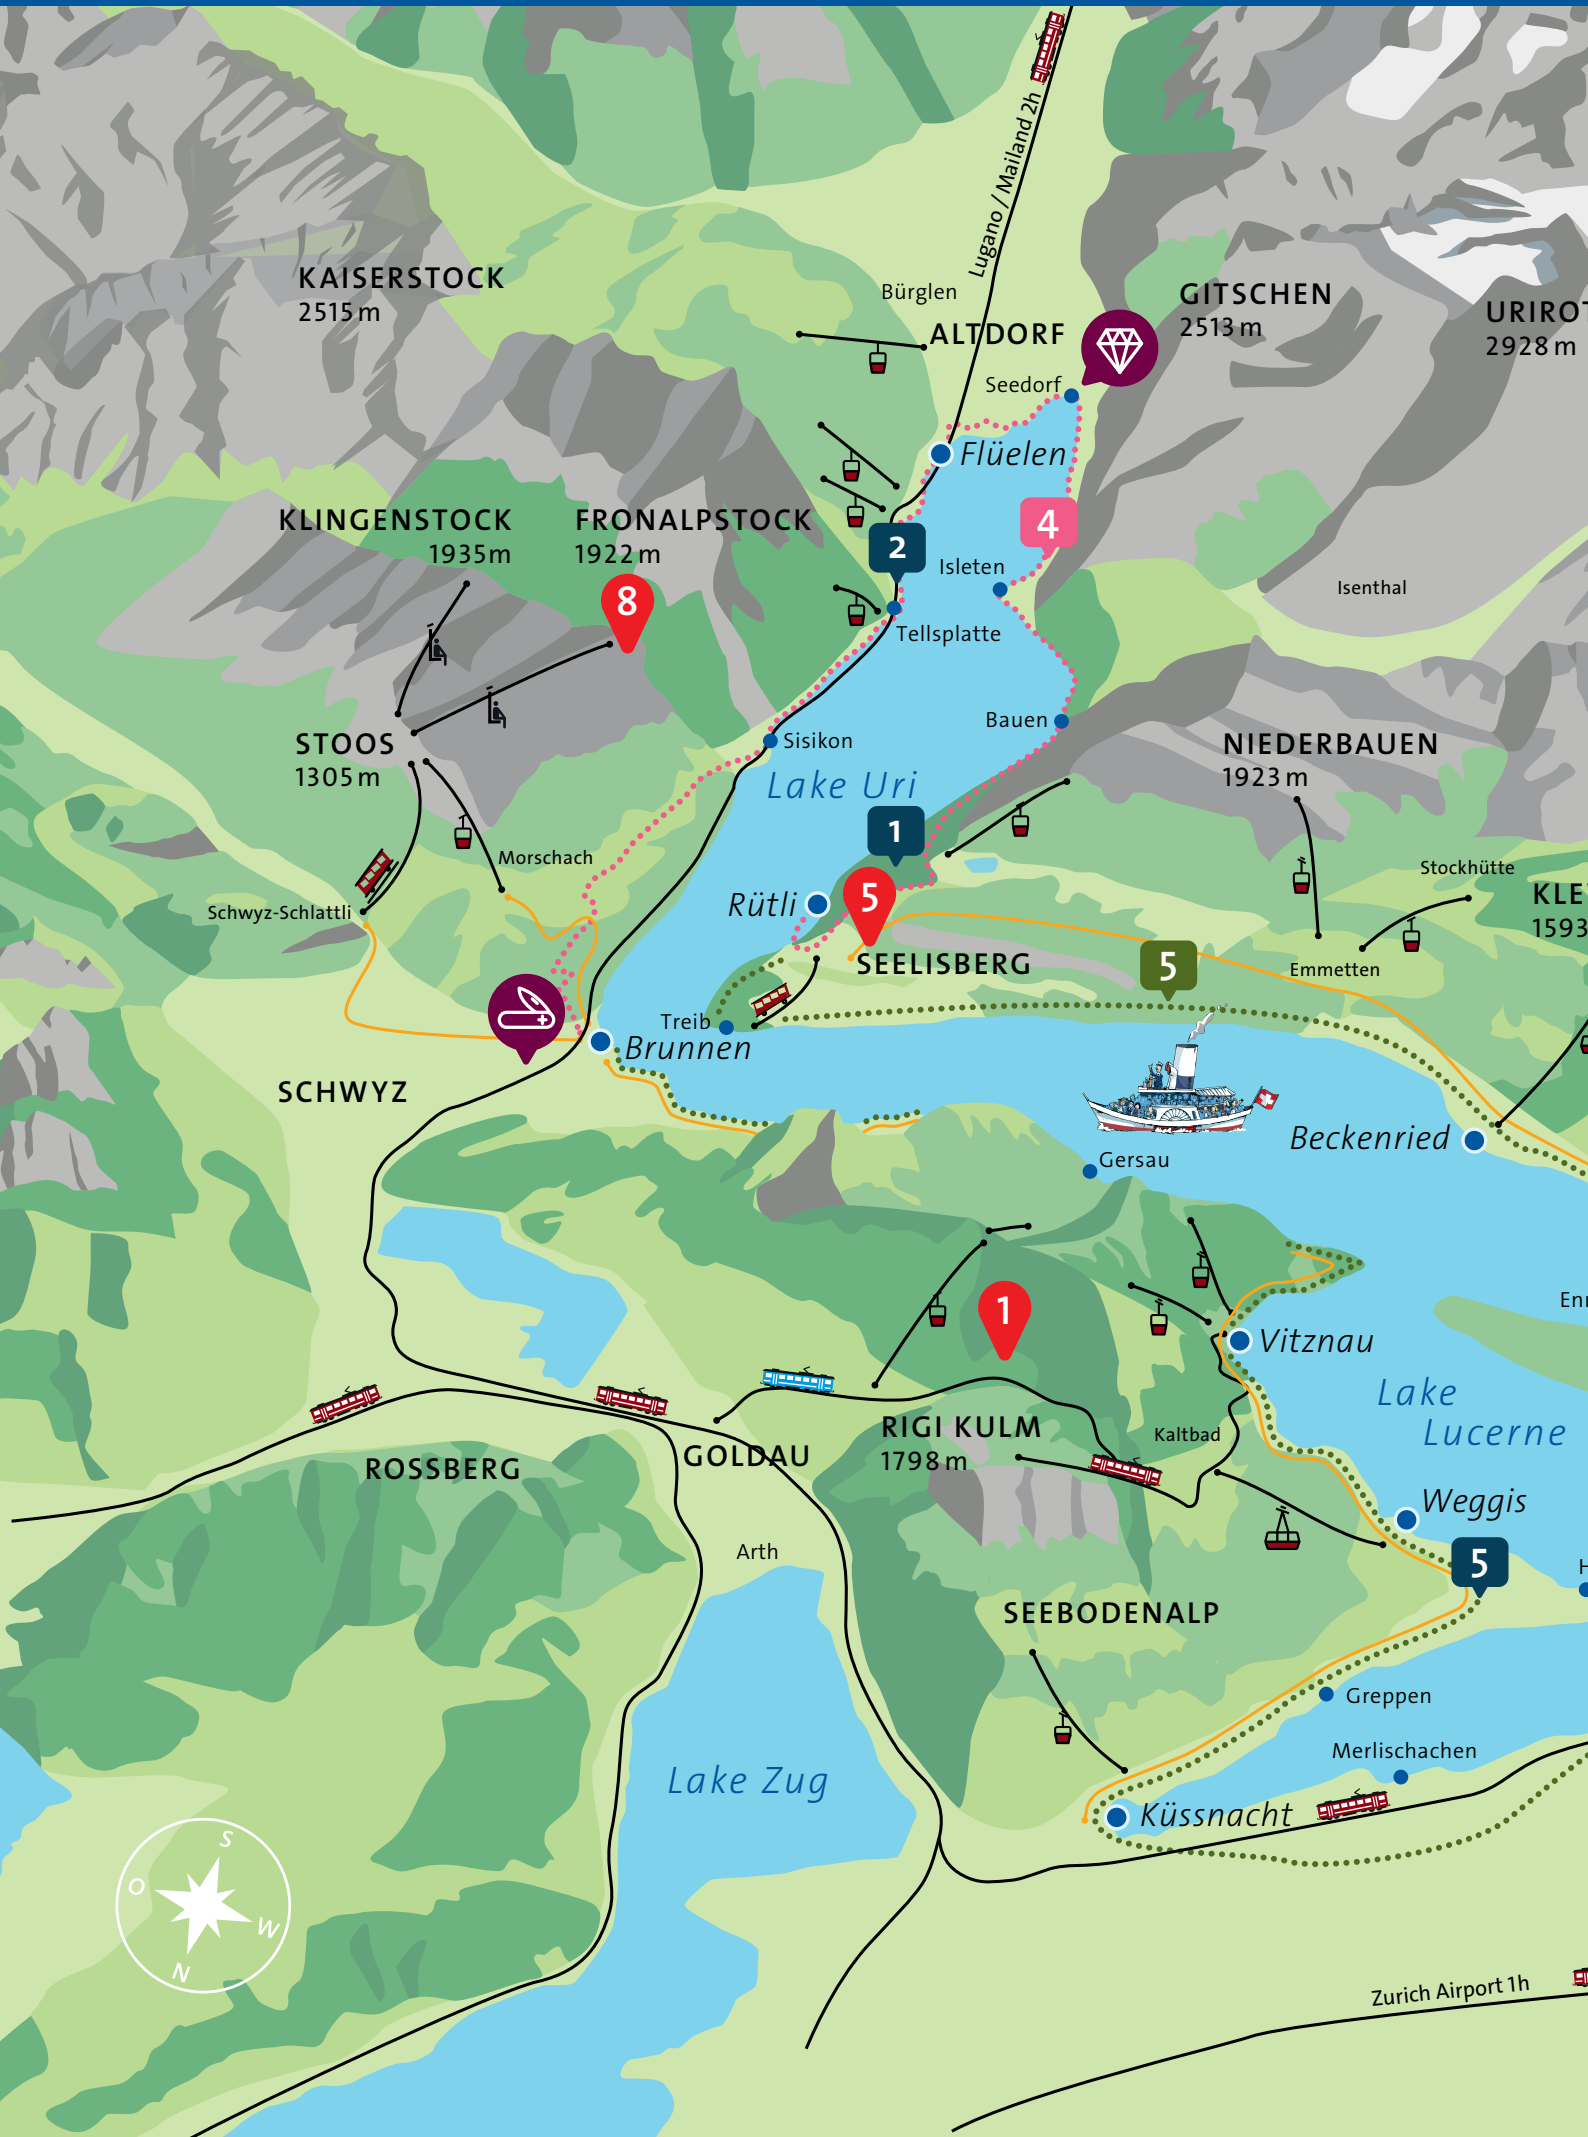 Lugano / Mailand 2h
KAISERSTOCK
2515 m
Bürglen
GITSCHEN
2513 m
URIROT
2928 m
ALTDORF
Seedorf
Flüelen
KLINGENSTOCK
1935m
FRONALPSTOCK
1922 m
4
2
Isleten
Isenthal
8
Tellsplatte
Bauen
STOOS
1305 m
Sisikon
NIEDERBAUEN
1923 m
Lake Uri
1
Morschach
Stockhütte
KLE
1593
Schwyz-Schlattli
Rütli
5
SEELISBERG
5
Emmetten
Treib
Brunnen
SCHWYZ
Beckenried
Gersau
1
Enn
Vitznau
Lake
Lucerne
RIGI KULM
1798 m
Kaltbad
GOLDAU
ROSSBERG
Weggis
Arth
5
H
SEEBODENALP
Greppen
Merlischachen
Lake Zug
Küssnacht
S
O
W
N
Zurich Airport 1h